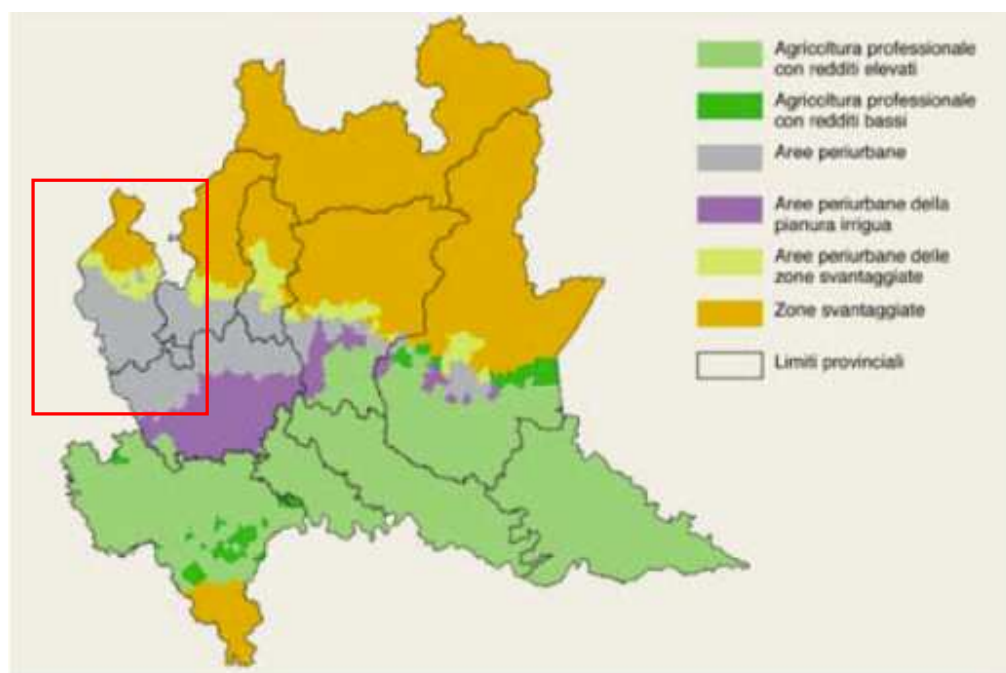 Agricoltura professionale
con redditi elevati
Agricoltura professionale
con redditi bassi
Aree periurbane
Aree periurbane della
pianura irrigua
Aree periurbane delle
zone svantaggiate
Zone svantaggiate
Limiti provinciali